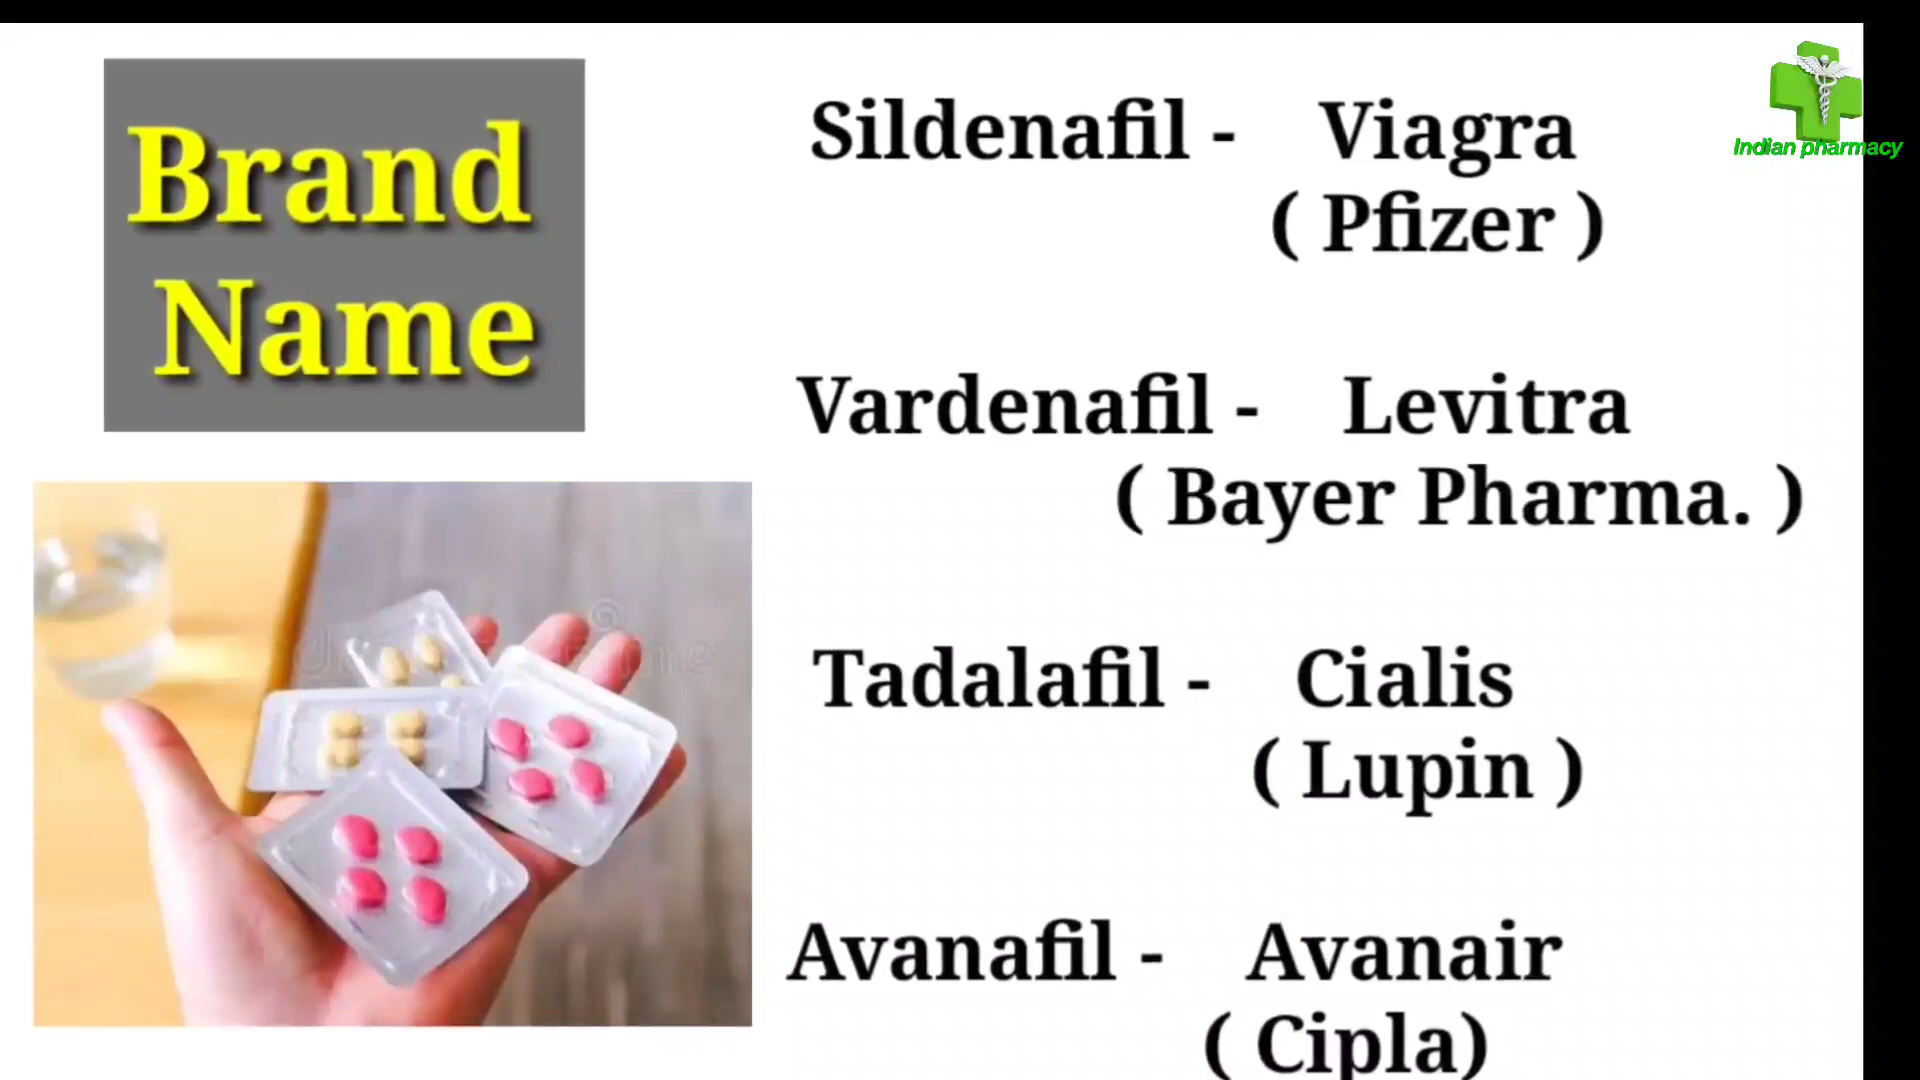 Brand
Name
Sildenafil - Viagra
( Pfizer )
Vardenafil - Levitra
( Bayer Pharma. )
Tadalafil - Cialis
( Lupin )
Avanafil - Avanair
( Cipla)
Indian pharmacy